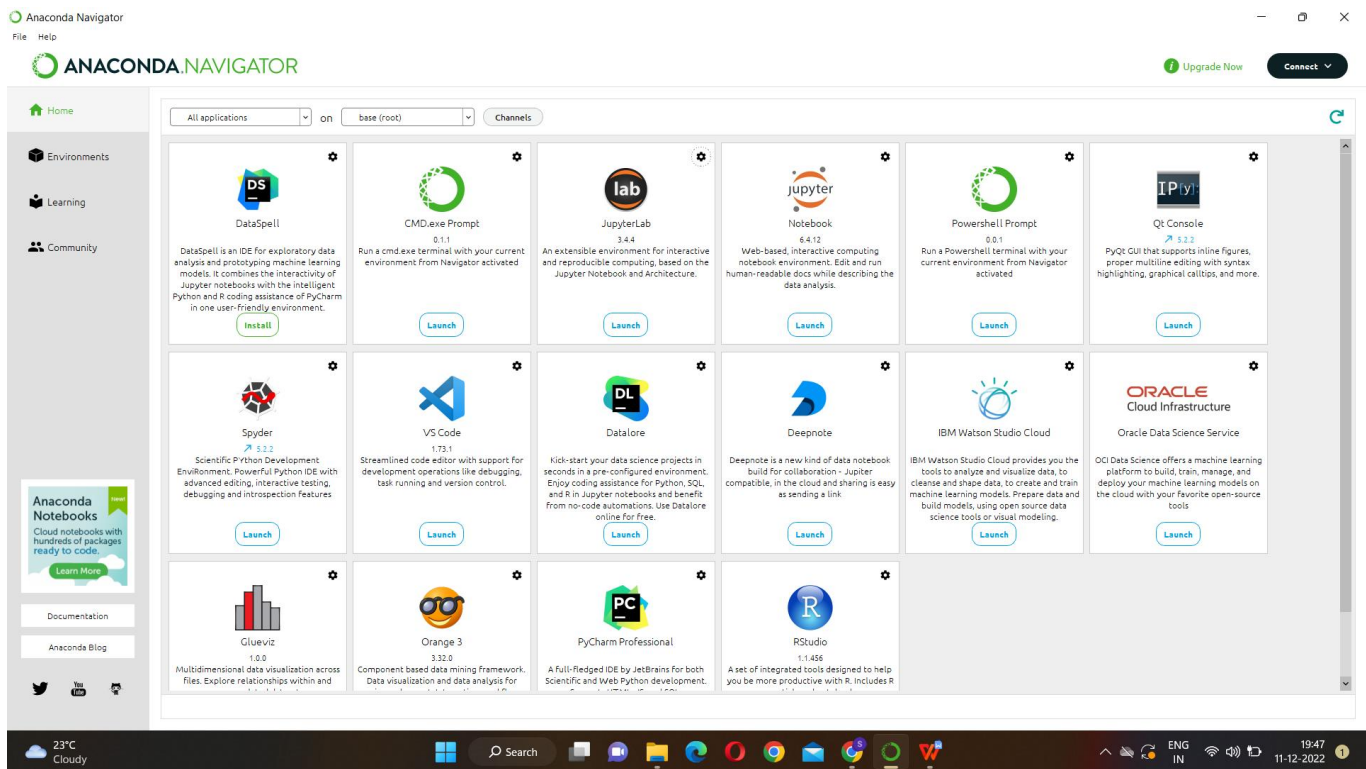 Anaconda Navigator
File Help
ANACONDA.NAVIGATOR
Upgrade Now
Connect
Home
Environments
Learning
Community
All applications
on
base (root)
Channels
DS
DataSpell
DataSpell is an IDE for exploratory data
analysis and prototyping machine learning
models. It combines the interactivity of
Jupyter notebooks with the intelligent
Python and R coding assistance of PyCharm
in one user-friendly environment.
Install
CMD.exe Prompt
0.1.1
Run a cmd.exe terminal with your current
environment from Navigator activated
Launch
lab
JupyterLab
3.4.4
An extensible environment for interactive
and reproducible computing, based on the
Jupyter Notebook and Architecture.
Launch
jupyter
Notebook
6.4.12
Web-based, interactive computing
notebook environment. Edit and run
human-readable docs while describing the
data analysis.
Launch
Powershell Prompt
0.0.1
Run a Powershell terminal with your
current environment from Navigator
activated
Launch
IP[y]:
Qt Console
5.2.2
PyQt GUI that supports inline figures,
proper multiline editing with syntax
highlighting, graphical calltips, and more.
Launch
Spyder
5.2.2
Scientific PYthon Development
EnviRonment. Powerful Python IDE with
advanced editing, interactive testing,
debugging and introspection features
Launch
VS Code
1.73.1
Streamlined code editor with support for
development operations like debugging,
task running and version control.
Launch
DL
Datalore
Kick-start your data science projects in
seconds in a pre-configured environment.
Enjoy coding assistance for Python, SQL,
and R in Jupyter notebooks and benefit
from no-code automations. Use Datalore
online for free.
Launch
Deepnote
Deepnote is a new kind of data notebook
build for collaboration - Jupiter
compatible, in the cloud and sharing is easy
as sending a link
Launch
IBM Watson Studio Cloud
IBM Watson Studio Cloud provides you the
tools to analyze and visualize data, to
cleanse and shape data, to create and train
machine learning models. Prepare data and
build models, using open source data
science tools or visual modeling.
Launch
ORACLE
Cloud Infrastructure
Oracle Data Science Service
OCI Data Science offers a machine learning
platform to build, train, manage, and
deploy your machine learning models on
the cloud with your favorite open-source
tools
Launch
Glueviz
1.0.0
Multidimensional data visualization across
files. Explore relationships within and
Orange 3
3.32.0
Component based data mining framework.
Data visualization and data analysis for
PC
PyCharm Professional
A full-fledged IDE by JetBrains for both
Scientific and Web Python development.
R
RStudio
1.1.456
A set of integrated tools designed to help
you be more productive with R. Includes R
Anaconda
Notebooks
New!
Cloud notebooks with
hundreds of packages
ready to code.
Learn More
Documentation
Anaconda Blog
You
Tube
23°C
Cloudy
Search
S
ENG
IN
19:47
11-12-2022
1